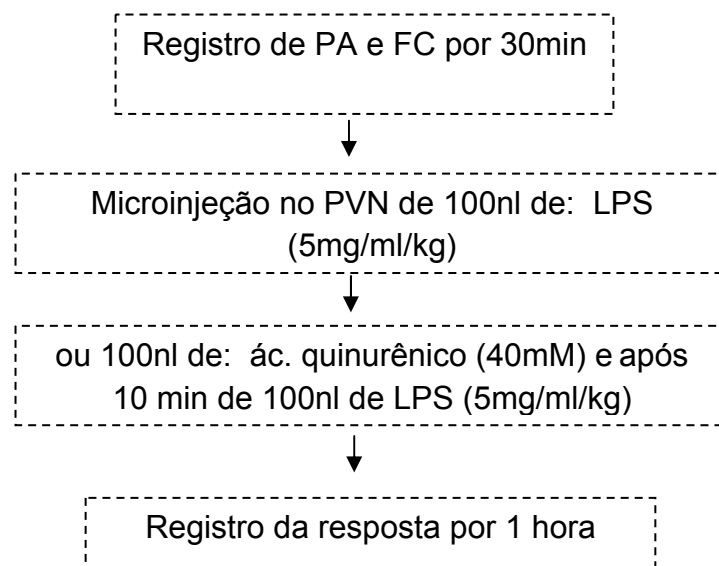 Registro de PA e FC por 30min
Microinjeção no PVN de 100nl de: LPS
(5mg/ml/kg)
ou 100nl de: ác. quinurênico (40mM) e após
10 min de 100nl de LPS (5mg/ml/kg)
Registro da resposta por 1 hora